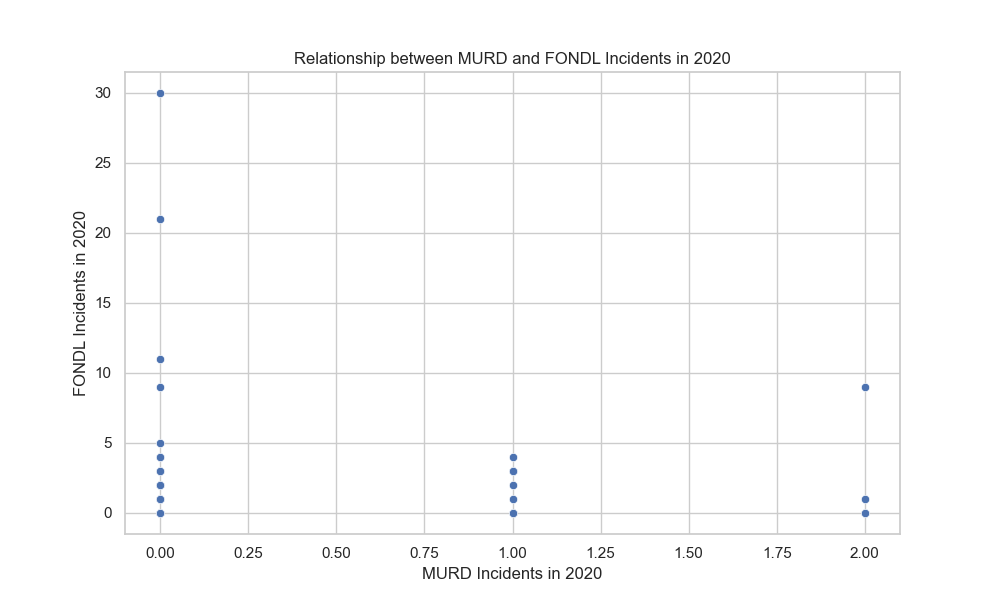 Relationship between MURD and FONDL Incidents in 2020
30
25
20
15
10
5
0
FONDL Incidents in 2020
0.00 0.25 0.50 0.75 1.00 1.25 1.50 1.75 2.00
MURD Incidents in 2020